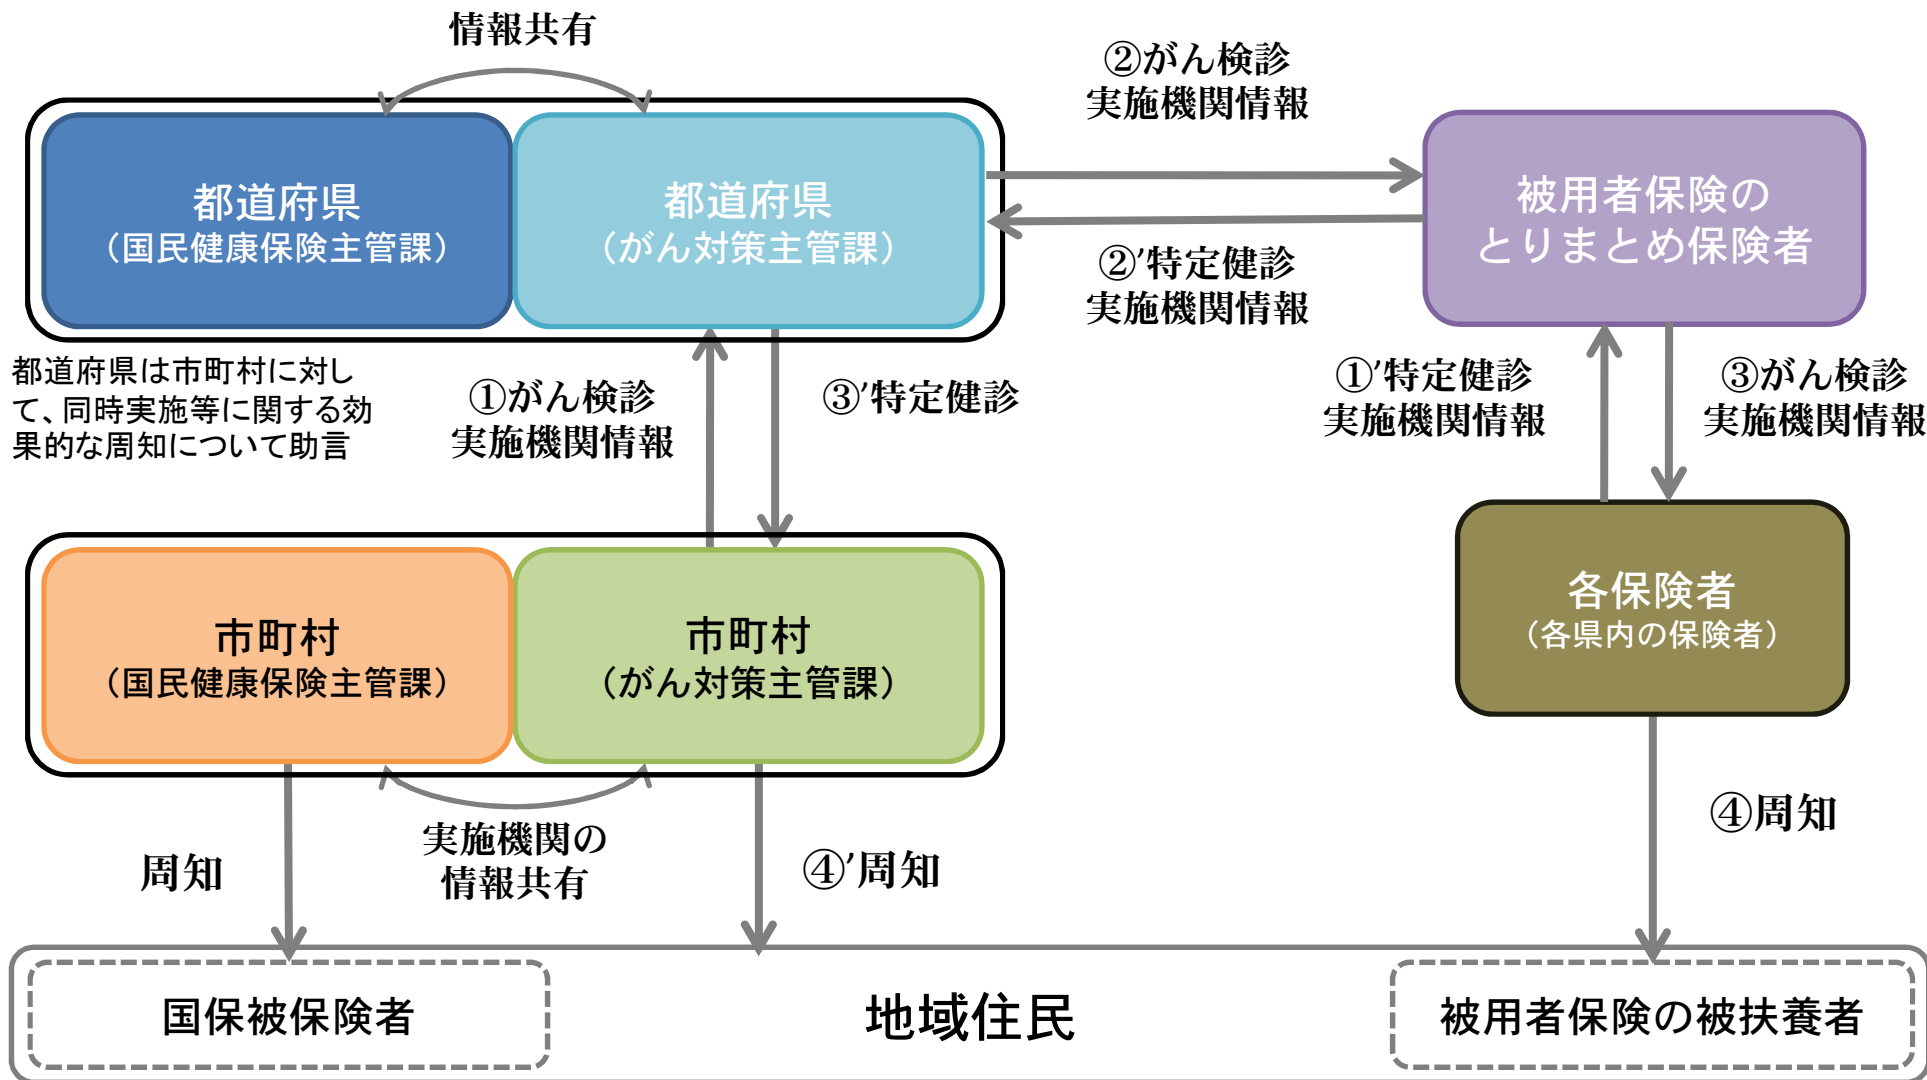 情報共有
②がん検診
実施機関情報
都道府県
（国民健康保険主管課）
都道府県
（がん対策主管課）
被用者保険の
とりまとめ保険者
②’特定健診
実施機関情報
都道府県は市町村に対し
て、同時実施等に関する効
果的な周知について助言
①がん検診
実施機関情報
③’特定健診
①’特定健診
実施機関情報
③がん検診
実施機関情報
市町村
（国民健康保険主管課）
市町村
（がん対策主管課）
各保険者
（各県内の保険者）
周知
実施機関の
情報共有
④’周知
④周知
国保被保険者
地域住民
被用者保険の被扶養者